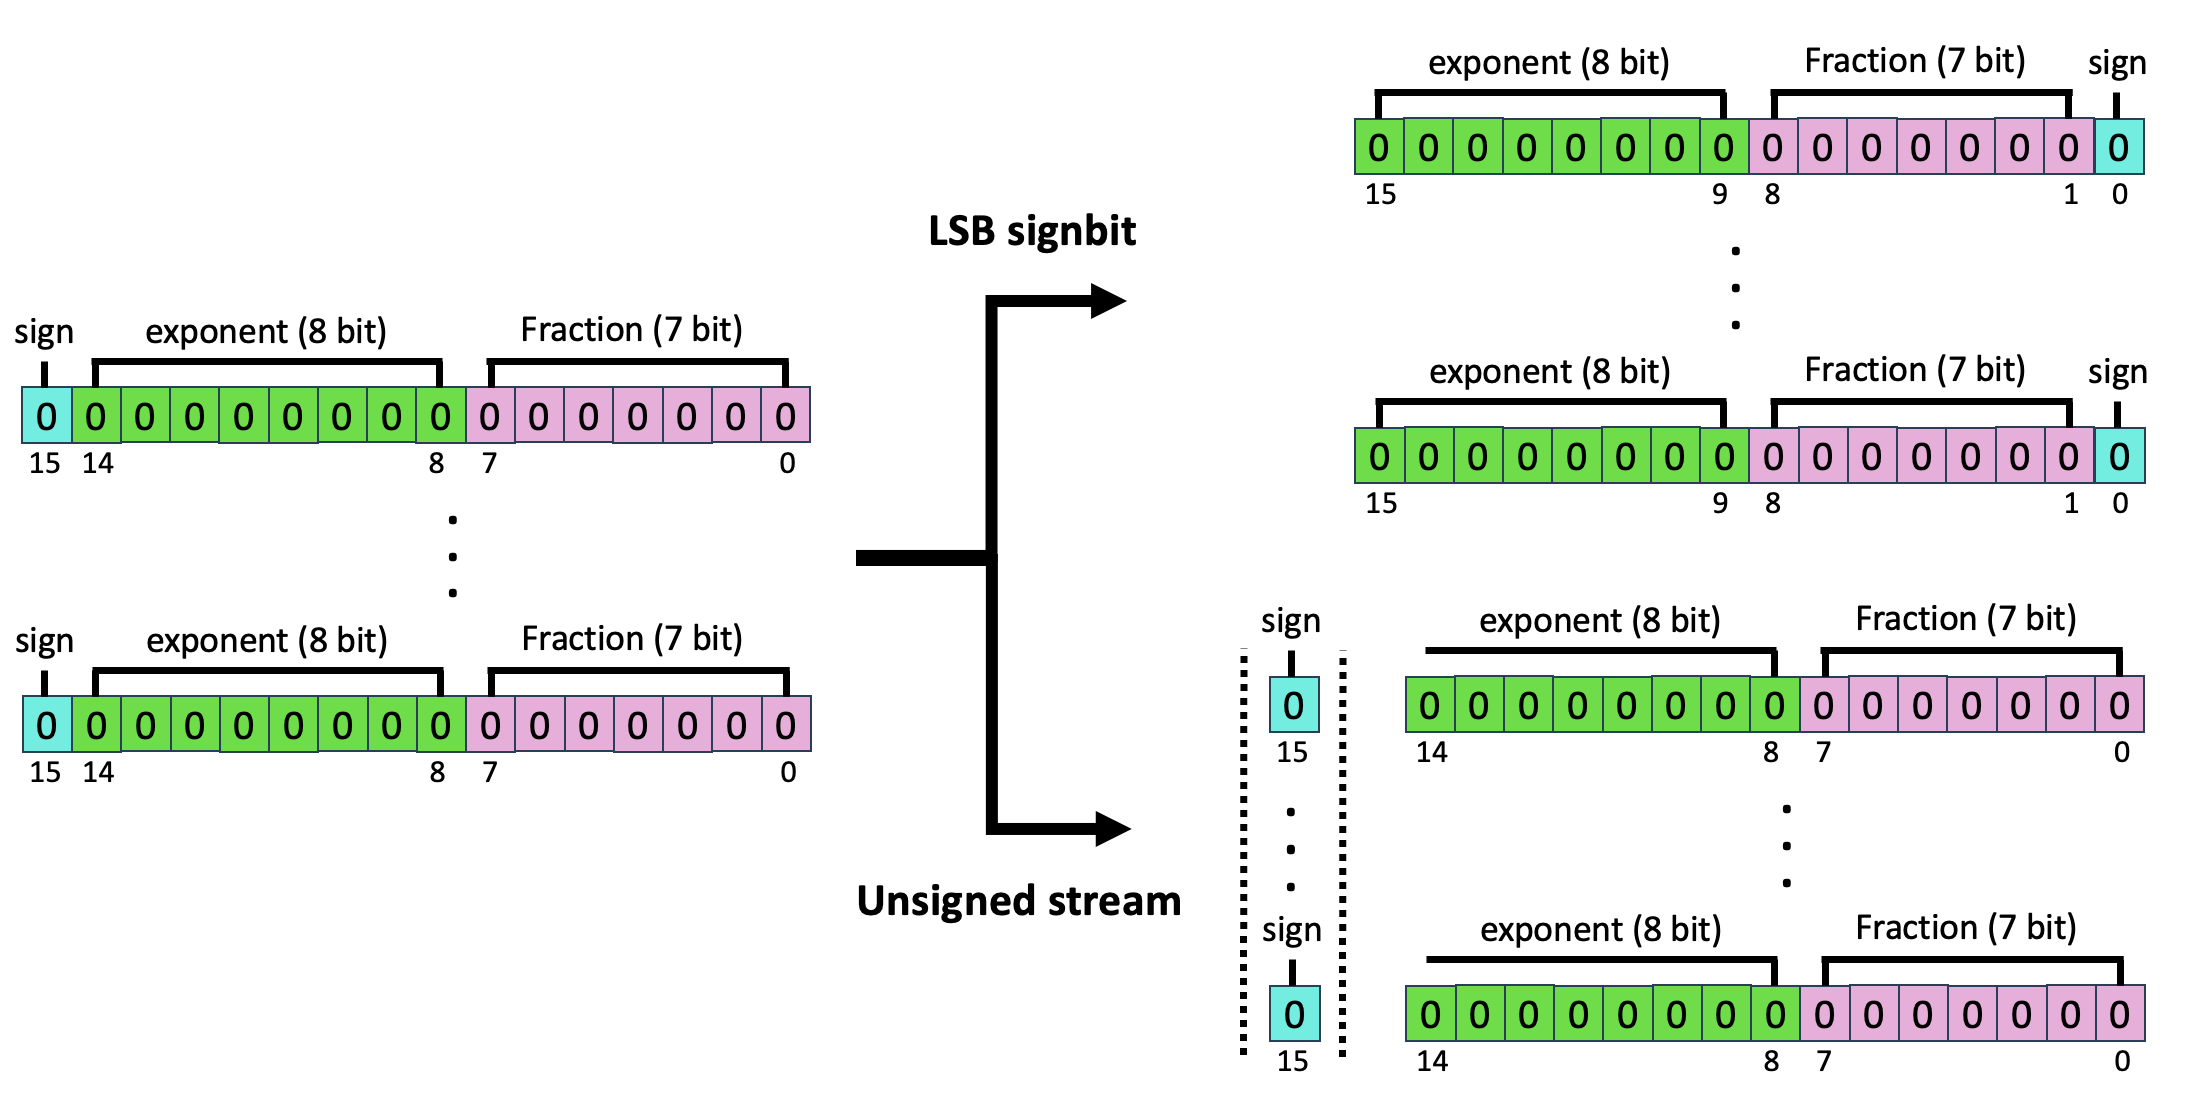 sign exponent (8 bit) Fraction (7 bit)
0 0 0 0 0 0 0 0 0 0 0 0 0 0 0 0
15 14 8 7 0
sign exponent (8 bit) Fraction (7 bit)
0 0 0 0 0 0 0 0 0 0 0 0 0 0 0 0
15 14 8 7 0
LSB signbit
Unsigned stream
exponent (8 bit) Fraction (7 bit) sign
0 0 0 0 0 0 0 0 0 0 0 0 0 0 0 0
15 9 8 1 0
exponent (8 bit) Fraction (7 bit) sign
0 0 0 0 0 0 0 0 0 0 0 0 0 0 0 0
15 9 8 1 0
sign exponent (8 bit) Fraction (7 bit)
0 0 0 0 0 0 0 0 0 0 0 0 0 0 0 0
15 14 8 7 0
sign exponent (8 bit) Fraction (7 bit)
0 0 0 0 0 0 0 0 0 0 0 0 0 0 0 0
15 14 8 7 0